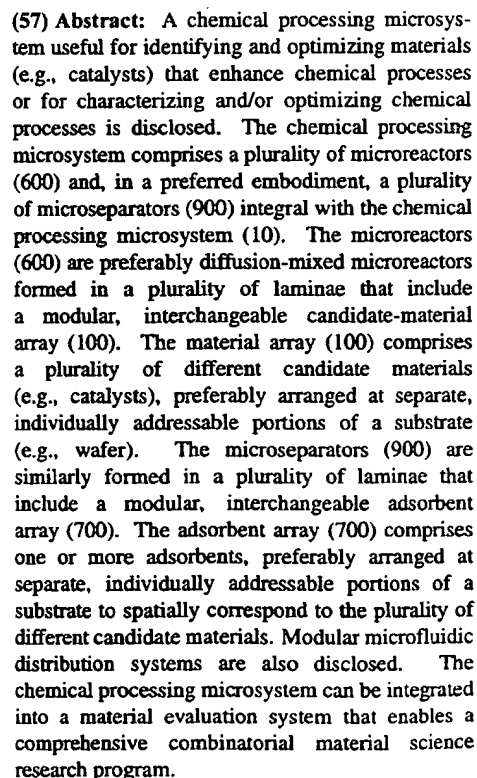 (57) Abstract: A chemical processing microsys-
tem useful for identifying and optimizing materials
(e.g., catalysts) that enhance chemical processes
or for characterizing and/or optimizing chemical
processes is disclosed. The chemical processing
microsystem comprises a plurality of microreactors
(600) and, in a preferred embodiment, a plurality
of microseparators (900) integral with the chemical
processing microsystem (10). The microreactors
(600) are preferably diffusion-mixed microreactors
formed in a plurality of laminae that include
a modular, interchangeable candidate-material
array (100). The material array (100) comprises
a plurality of different candidate materials
(e.g., catalysts), preferably arranged at separate,
individually addressable portions of a substrate
(e.g., wafer). The microseparators (900) are
similarly formed in a plurality of laminae that
include a modular, interchangeable adsorbent
array (700). The adsorbent array (700) comprises
one or more adsorbents, preferably arranged at
separate, individually addressable portions of a
substrate to spatially correspond to the plurality of
different candidate materials. Modular microfluidic
distribution systems are also disclosed. The
chemical processing microsystem can be integrated
into a material evaluation system that enables a
comprehensive combinatorial material science
research program.